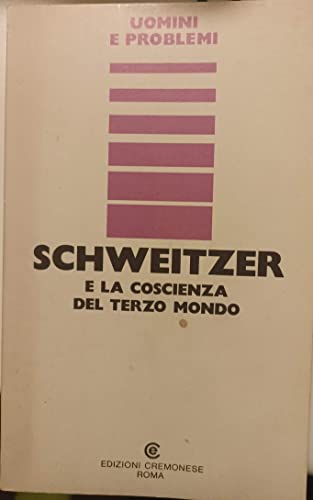 UOMINI
E PROBLEMI
SCHWEITZER
E LA COSCIENZA
DEL TERZO MONDO
EDIZIONI CREMONESE
ROMA